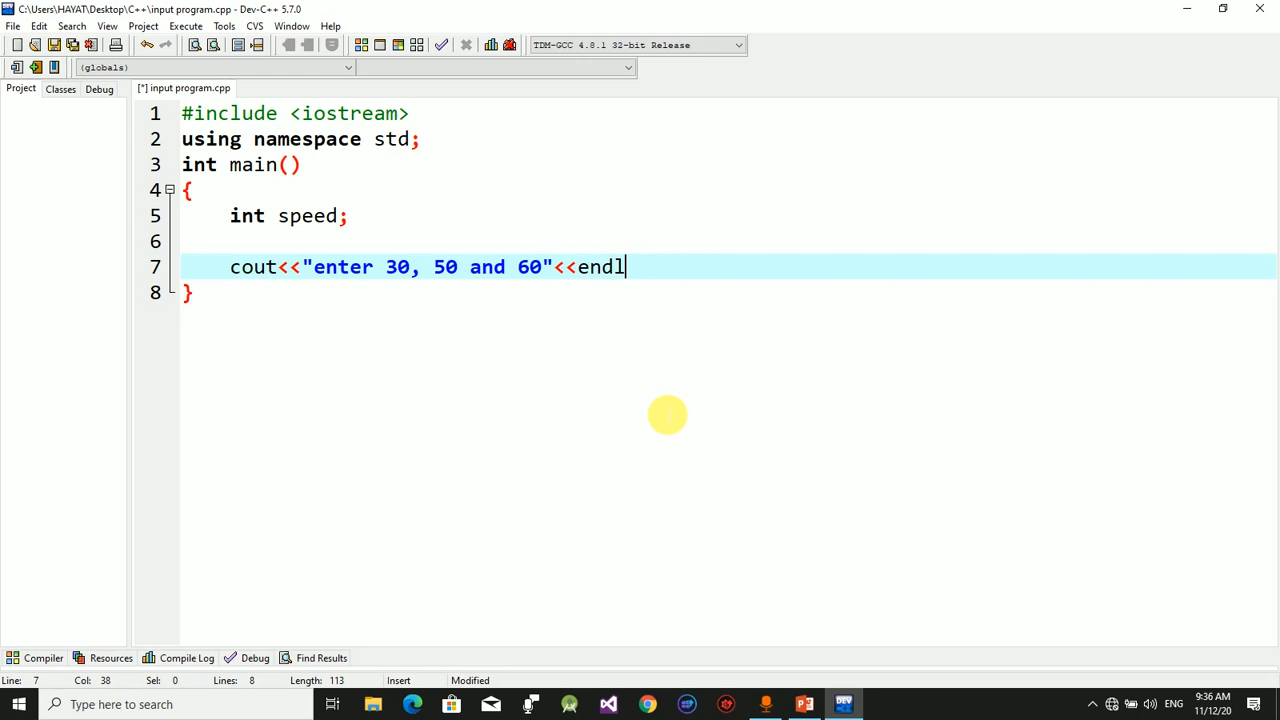 C:\Users\HAYAT\Desktop\C++\input program.cpp - Dev-C++ 5.7.0
File Edit Search View Project Execute Tools CVS Window Help
TDM-GCC 4.8.1 32-bit Release
(globals)
Project Classes Debug [*] input program.cpp
1 #include <iostream>
2 using namespace std;
3 int main()
4 {
5 int speed;
6
7 cout<<"enter 30, 50 and 60"<<endl
8 }
Compiler Resources Compile Log Debug Find Results
Line: 7 Col: 38 Sel: 0 Lines: 8 Length: 113 Insert Modified
Type here to search
ENG
9:36 AM
11/12/20